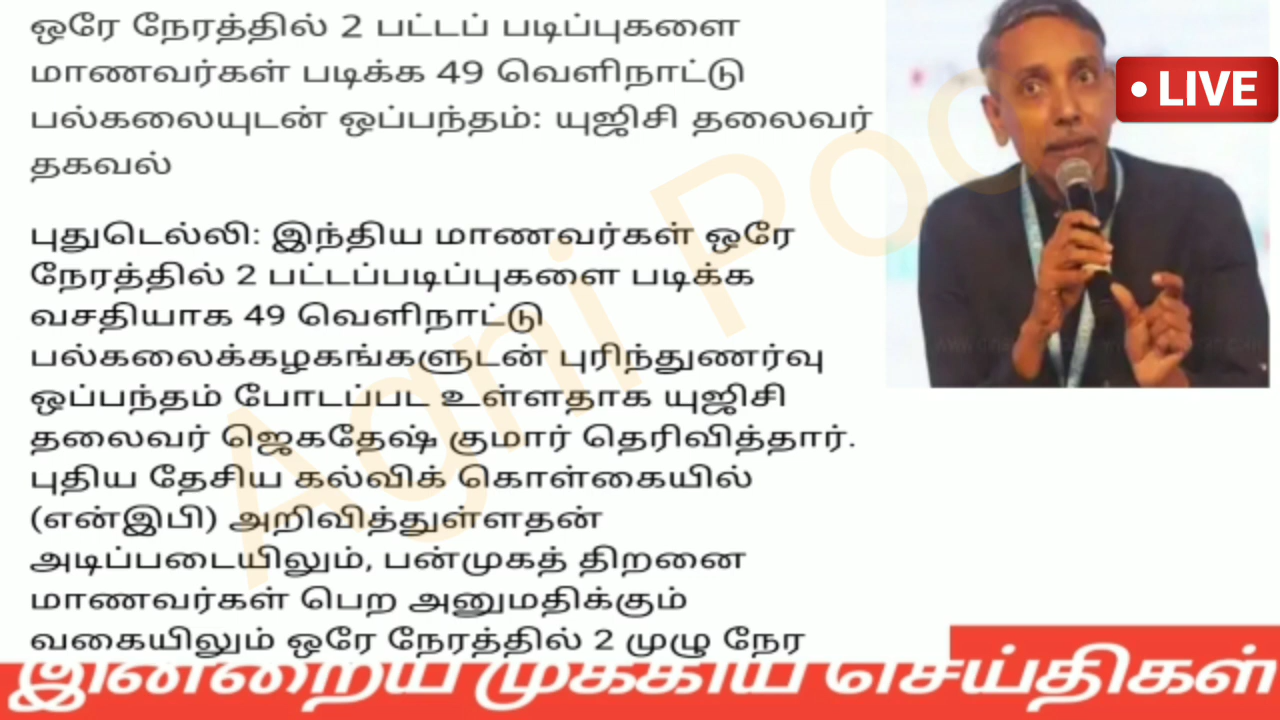 ஒரே நேரத்தில் 2 பட்டப் படிப்புகளை
மாணவர்கள் படிக்க 49 வெளிநாட்டு
பல்கலையுடன் ஒப்பந்தம்: யுஜிசி தலைவர்
தகவல்
LIVE
புதுடெல்லி: இந்திய மாணவர்கள் ஒரே
நேரத்தில் 2 பட்டப்படிப்புகளை படிக்க
வசதியாக 49 வெளிநாட்டு
பல்கலைக்கழகங்களுடன் புரிந்துணர்வு
ஒப்பந்தம் போடப்பட உள்ளதாக யுஜிசி
தலைவர் ஜெகதேஷ் குமார் தெரிவித்தார்.
புதிய தேசிய கல்விக் கொள்கையில்
(என்இபி) அறிவித்துள்ளதன்
அடிப்படையிலும், பன்முகத் திறனை
மாணவர்கள் பெற அனுமதிக்கும்
வகையிலும் ஒரே நேரத்தில் 2 முழு நேர
இன்றைய முக்கிய செய்திகள்
Agni Poo